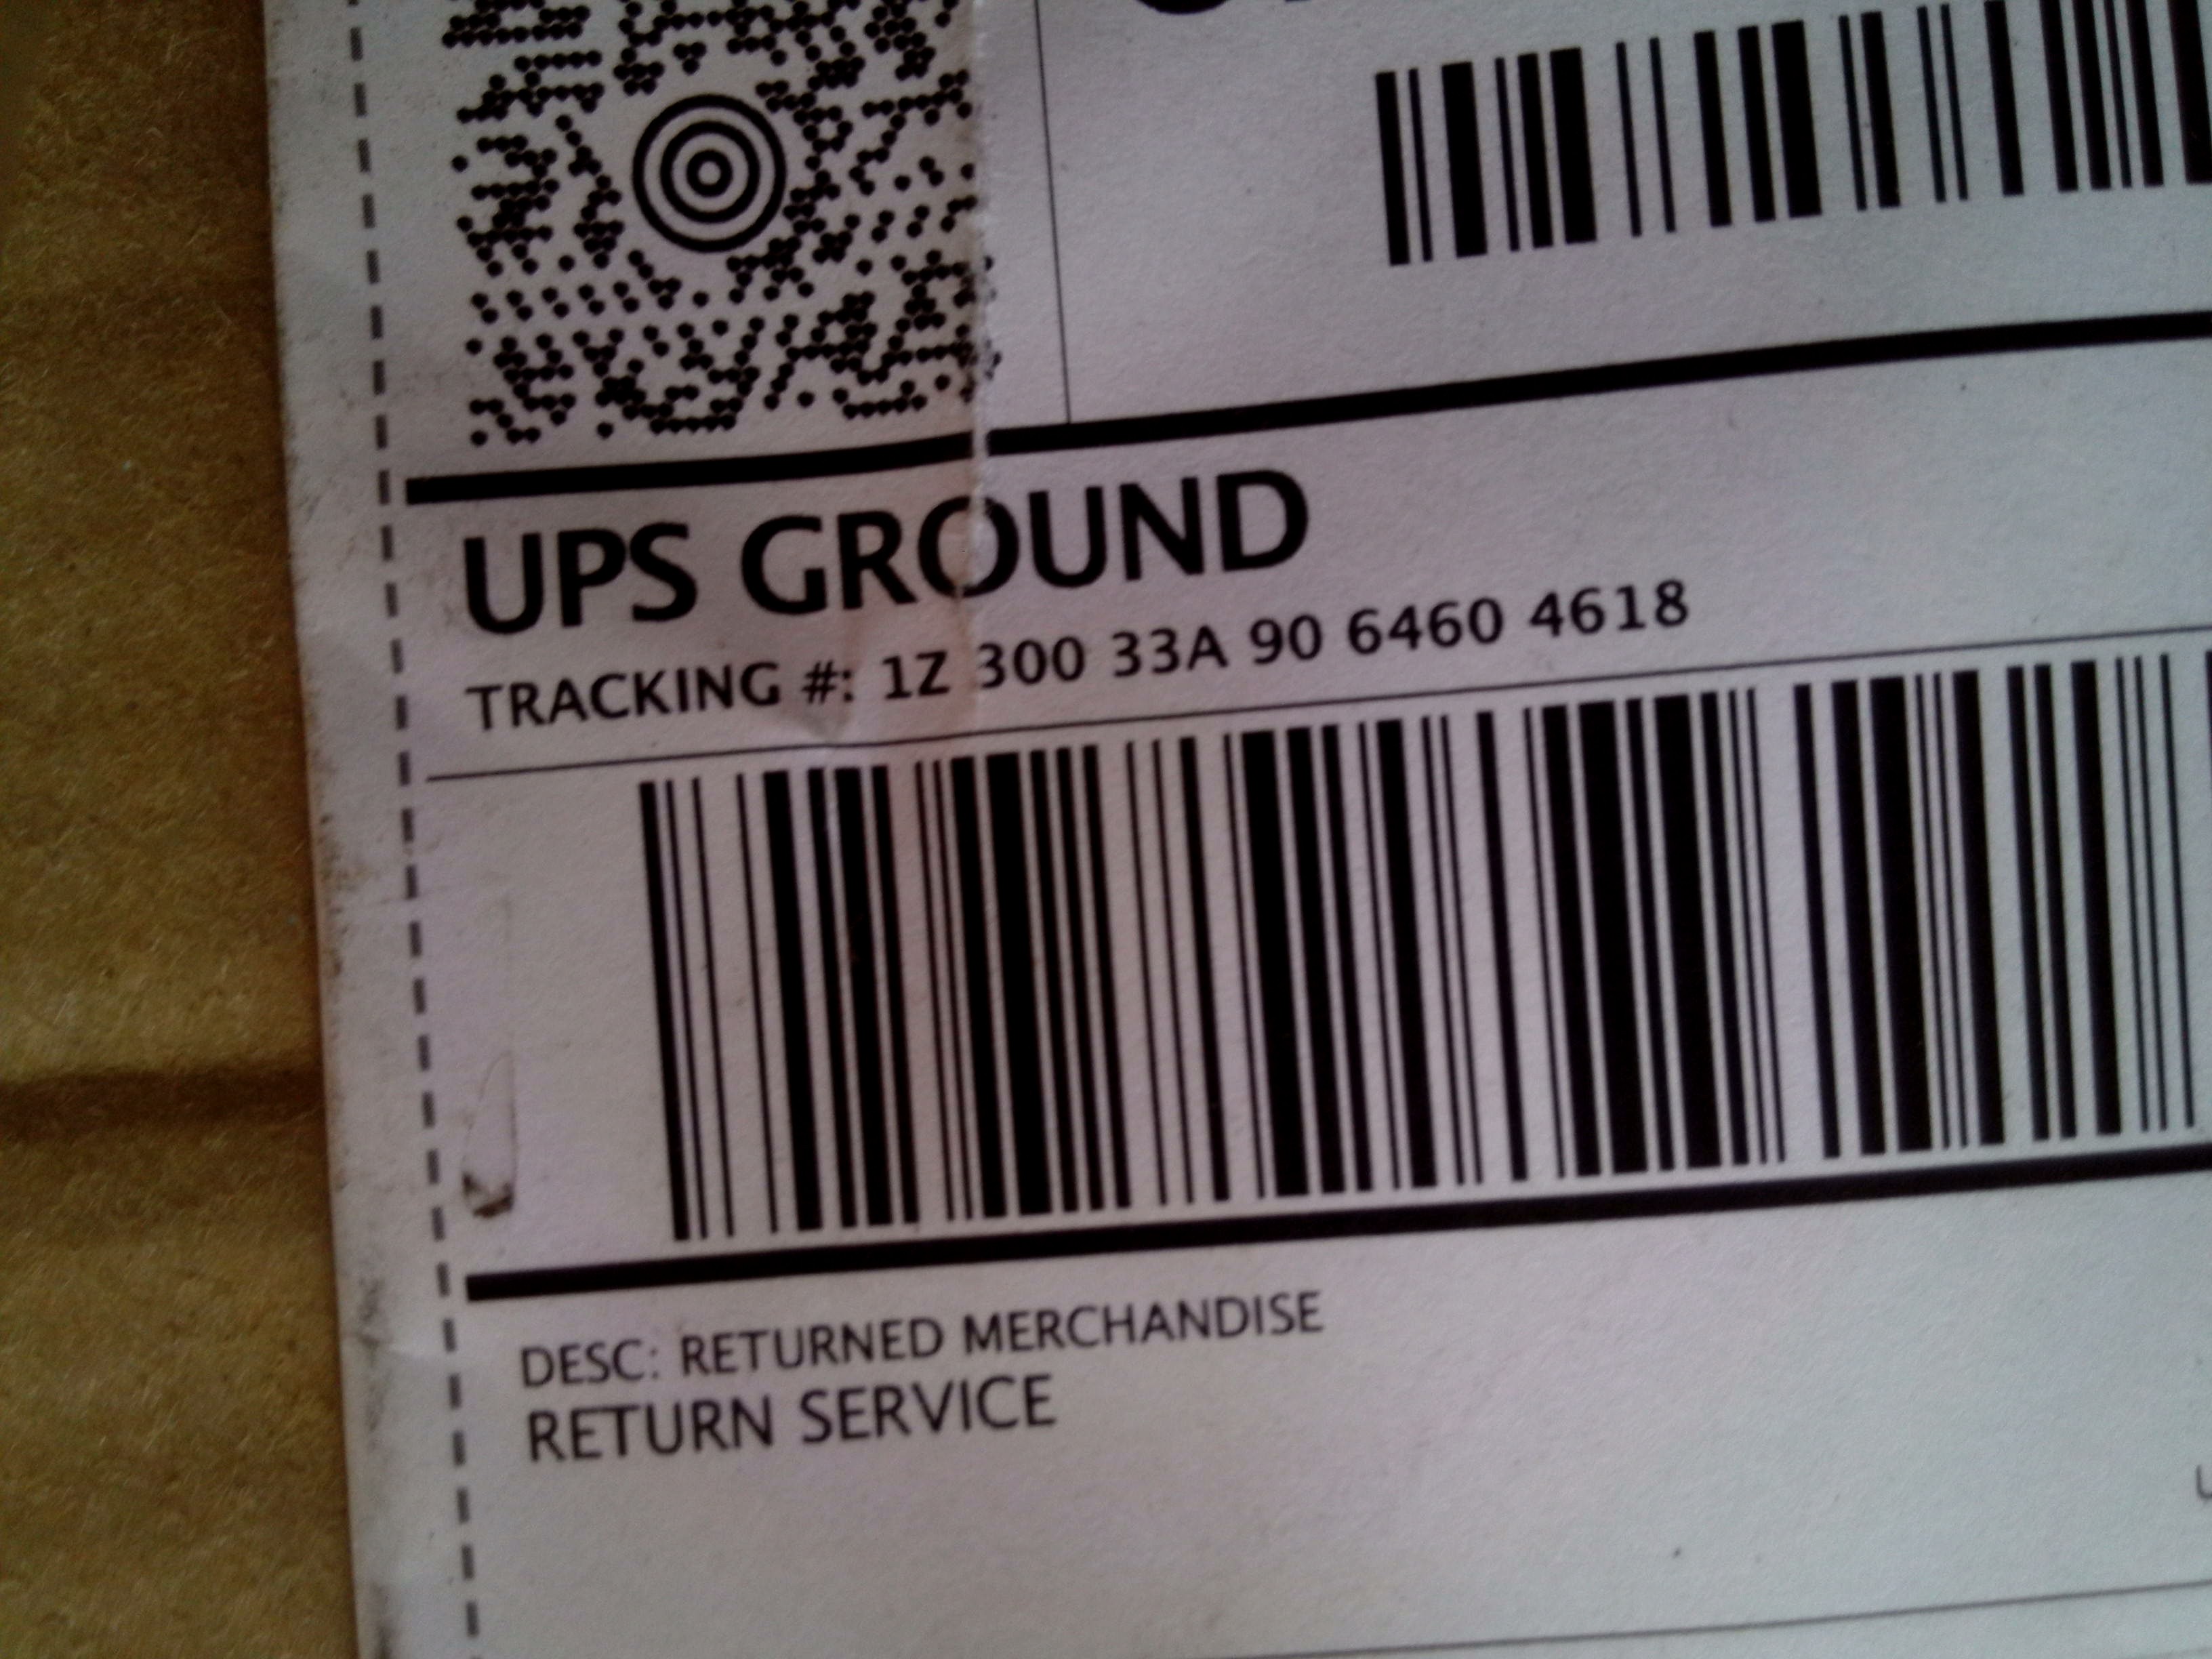 UPS GROUND
TRACKING #: 1Z 300 33A 90 6460 4618
DESC: RETURNED MERCHANDISE
RETURN SERVICE